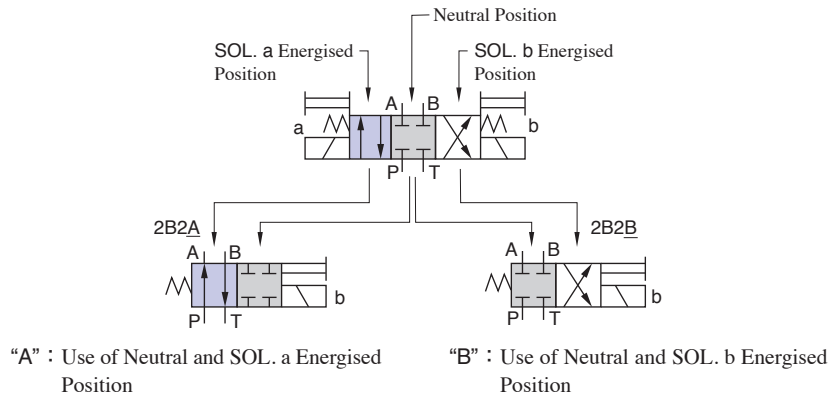 Neutral Position
SOL. a Energised
Position
SOL. b Energised
Position
A B
a
b
P T
2B2A
A B
b
P T
2B2B
A B
b
P T
“A” : Use of Neutral and SOL. a Energised
Position
“B” : Use of Neutral and SOL. b Energised
Position